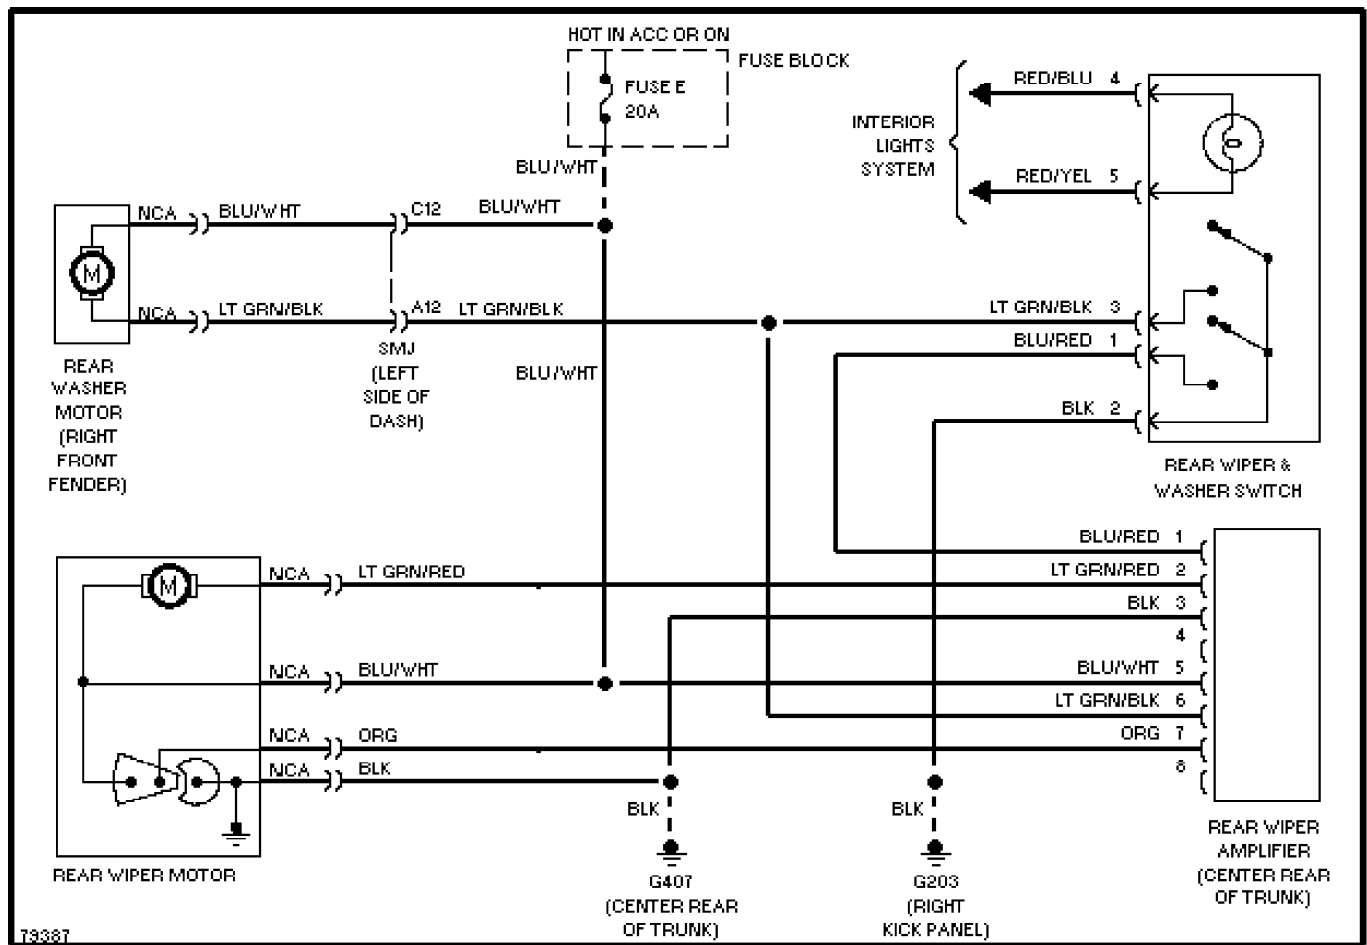 HOT IN ACC OR ON
FUSE BLOCK
FUSE E
20A
BLU/WHT
INTERIOR
LIGHTS
SYSTEM
RED/BLU 4
RED/YEL 5
NCA
BLU/WHT
C12
BLU/WHT
M
NCA
LT GRN/BLK
A12
LT GRN/BLK
LT GRN/BLK 3
BLU/RED 1
BLK 2
SMJ
(LEFT
SIDE OF
DASH)
BLU/WHT
REAR
WASHER
MOTOR
(RIGHT
FRONT
FENDER)
REAR WIPER &
WASHER SWITCH
M
NCA
LT GRN/RED
NCA
BLU/WHT
NCA
ORG
NCA
BLK
BLU/RED 1
LT GRN/RED 2
BLK 3
4
BLU/WHT 5
LT GRN/BLK 6
ORG 7
8
BLK
BLK
REAR WIPER MOTOR
G407
(CENTER REAR
OF TRUNK)
G203
(RIGHT
KICK PANEL)
REAR WIPER
AMPLIFIER
(CENTER REAR
OF TRUNK)
79387